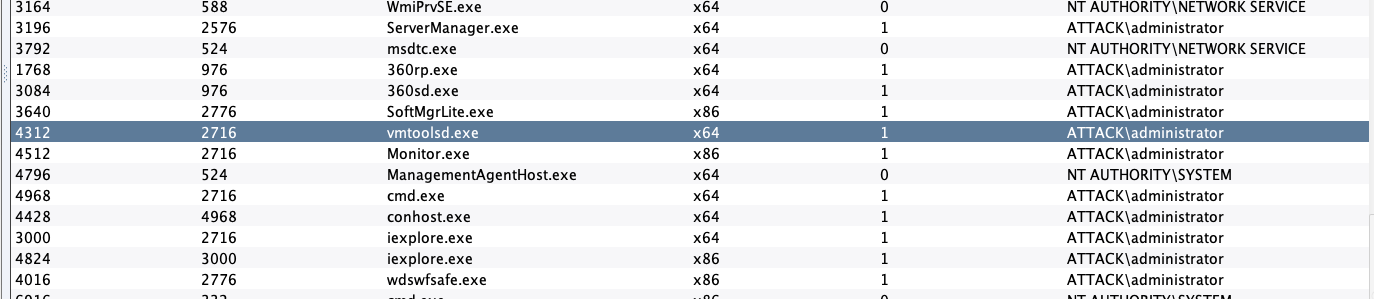 3164 588 WmiPrvSE.exe x64 0 NT AUTHORITY\NETWORK SERVICE
3196 2576 ServerManager.exe x64 1 ATTACK\administrator
3792 524 msdtc.exe x64 0 NT AUTHORITY\NETWORK SERVICE
1768 976 360rp.exe x64 1 ATTACK\administrator
3084 976 360sd.exe x64 1 ATTACK\administrator
3640 2776 SoftMgrLite.exe x86 1 ATTACK\administrator
4312 2716 vmtoolsd.exe x64 1 ATTACK\administrator
4512 2716 Monitor.exe x86 1 ATTACK\administrator
4796 524 ManagementAgentHost.exe x64 0 NT AUTHORITY\SYSTEM
4968 2716 cmd.exe x64 1 ATTACK\administrator
4428 4968 conhost.exe x64 1 ATTACK\administrator
3000 2716 iexplore.exe x64 1 ATTACK\administrator
4824 3000 iexplore.exe x86 1 ATTACK\administrator
4016 2776 wdswfsafe.exe x86 1 ATTACK\administrator
cmd.exe x86 0 NT AUTHORITY\SYSTEM